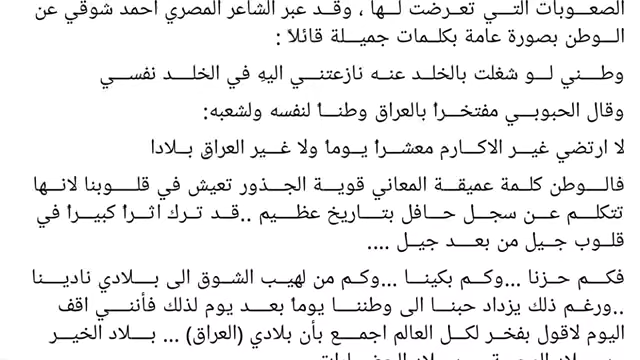 الصعوبات التي تعرضت لها ، وقد عبر الشاعر المصري احمد شوقي عن
الوطن بصورة عامة بكلمات جميلة قائلاً :
وطني لو شغلت بالخلد عنه نازعتني اليهِ في الخلد نفسي
وقال الحبوبي مفتخراً بالعراق وطناً لنفسه ولشعبه:
لا ارتضي غير الاكارم معشراً يوماً ولا غير العراقِ بلادا
فالوطن كلمة عميقة المعاني قوية الجذور تعيش في قلوبنا لانها
تتكلم عن سجل حافل بتاريخ عظيم ..قد ترك اثراً كبيراً في
قلوب جيل من بعد جيل ....
فكم حزنا ...وكم بكينا ...وكم من لهيب الشوق الى بلادي نادينا
..ورغم ذلك يزداد حبنا الى وطننا يوماً بعد يوم لذلك فأنني اقف
اليوم لاقول بفخر لكل العالم اجمع بأن بلادي (العراق) ... بلاد الخير